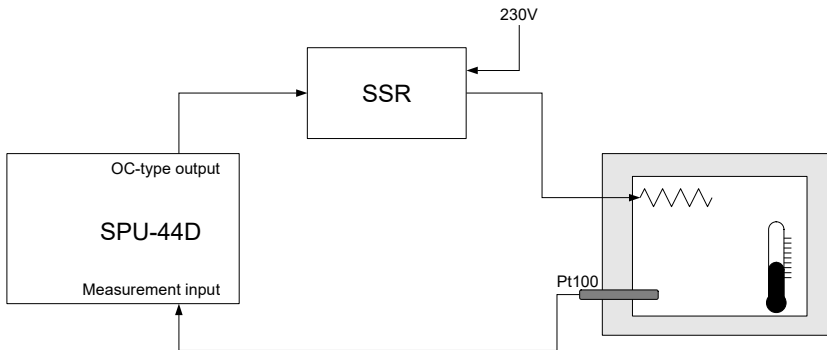 230V
SSR
OC-type output
SPU-44D
Measurement input
Pt100